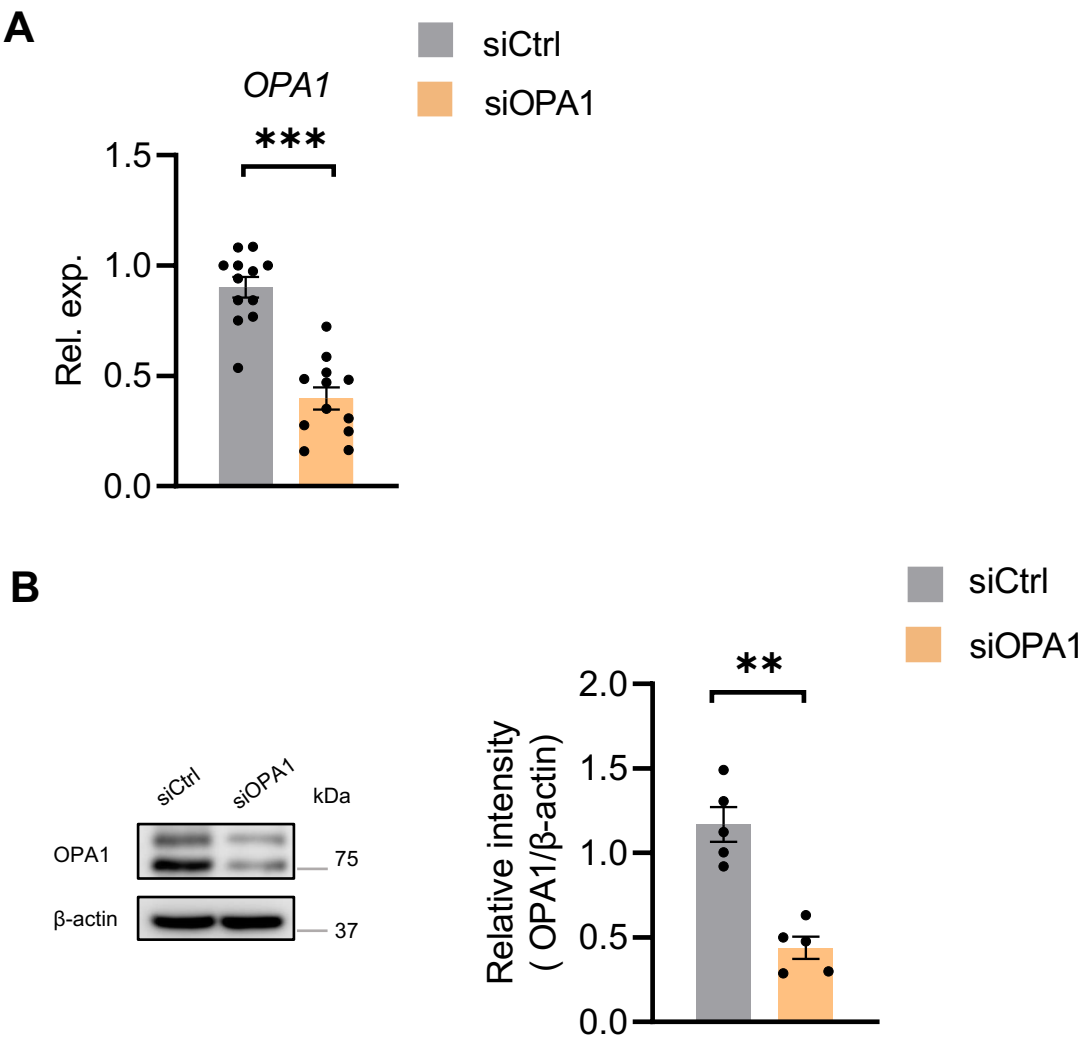 A
siCtrl
siOPA1
OPA1
***
1.5
1.0
0.5
0.0
Rel. exp.
B
siCtrl
siOPA1
siCtrl
siOPA1
kDa
OPA1
75
β-actin
37
**
2.0
1.5
1.0
0.5
0.0
Relative intensity
( OPA1/β-actin)